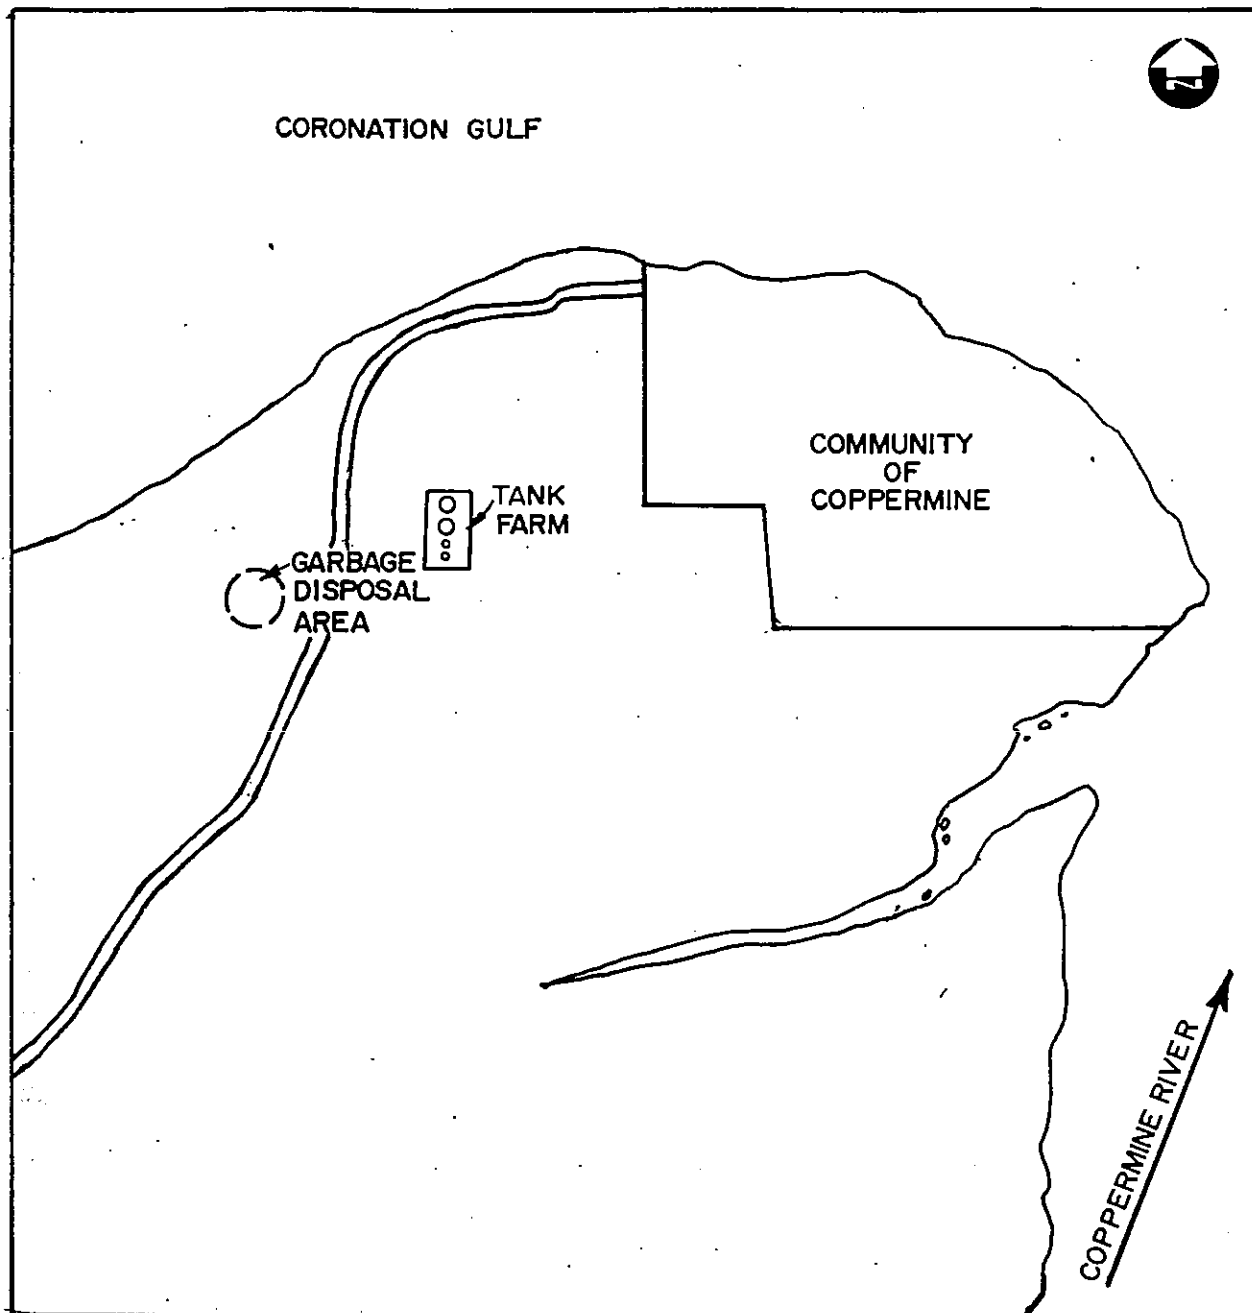 N
CORONATION GULF
COMMUNITY
OF
COPPERMINE
TANK
FARM
GARBAGE
DISPOSAL
AREA
COPPERMINE RIVER